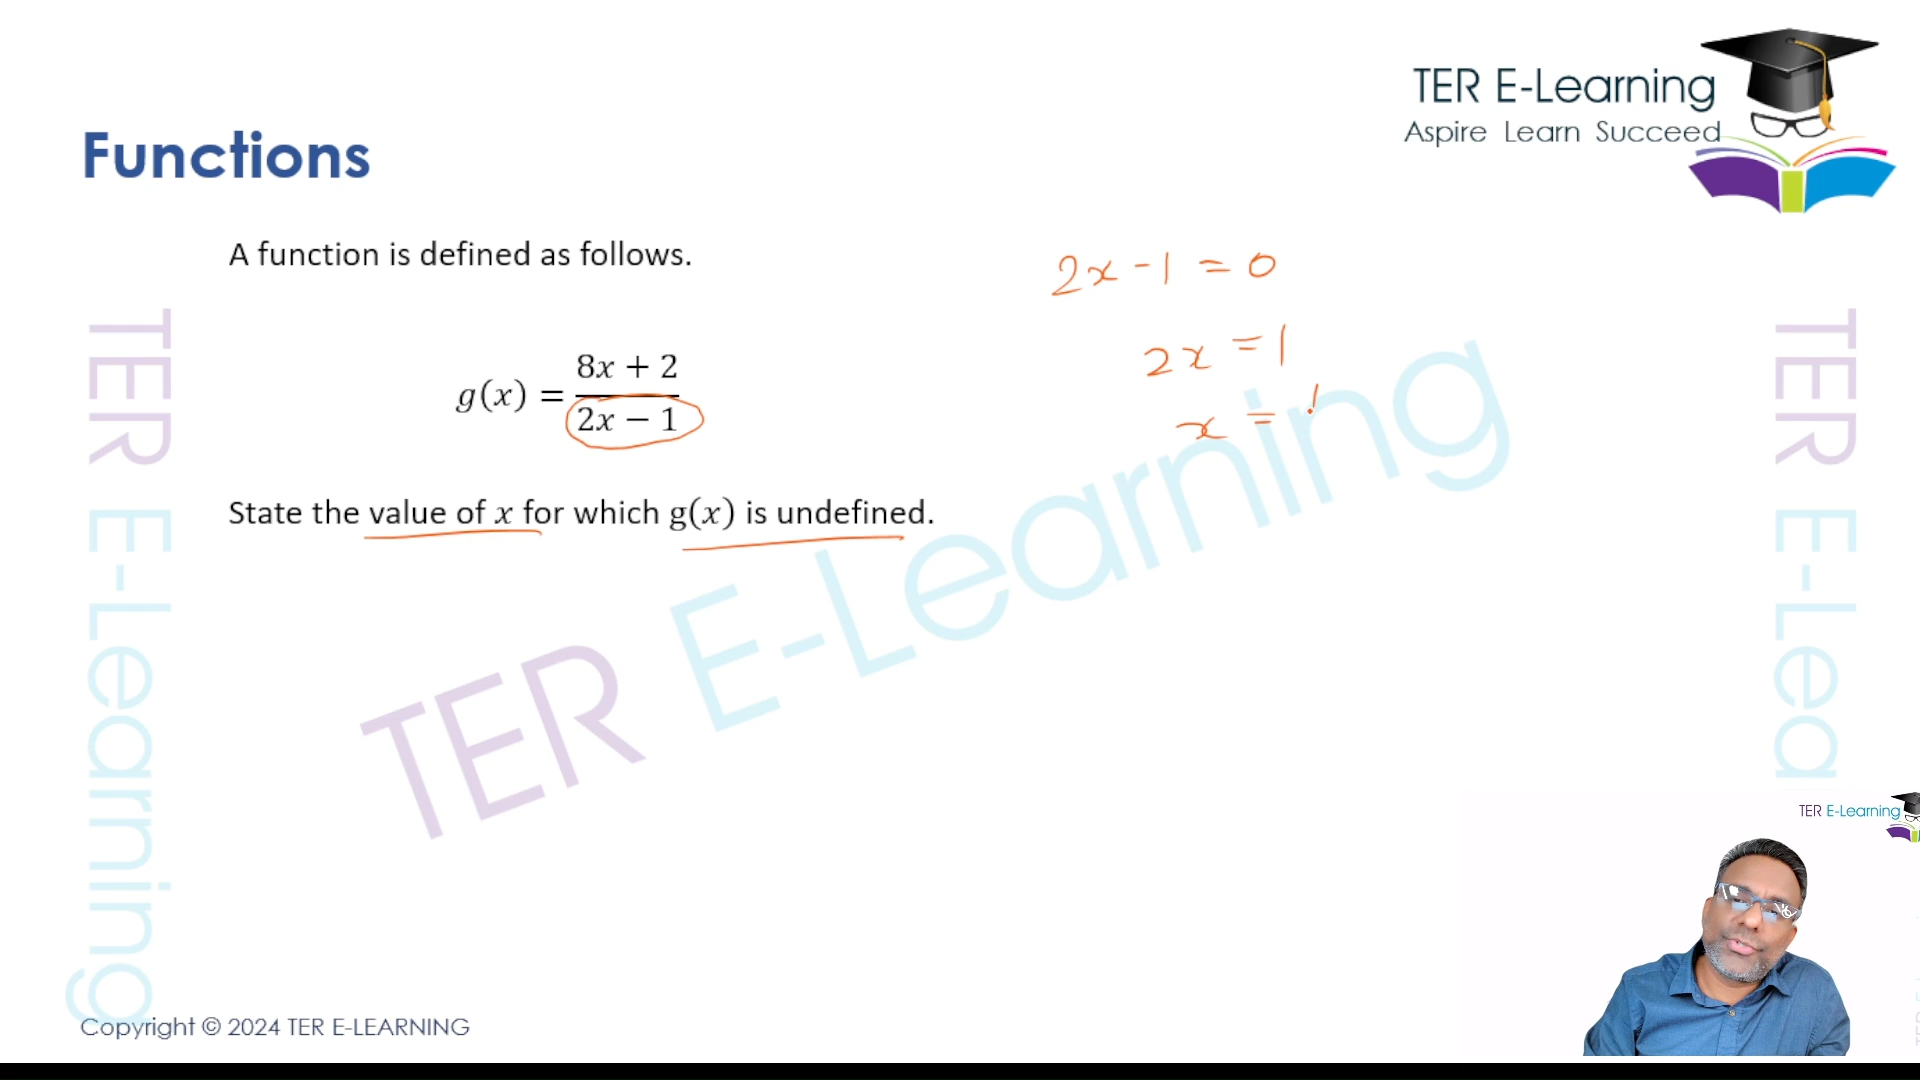 TER E-Learning
Aspire Learn Succeed
Functions
A function is defined as follows.
g(x) = \frac{8x + 2}{2x − 1}
State the value of x for which g(x) is undefined.
2x - 1 = 0
2x = 1
x = 1
TER E-Learning
TER E-Learning
TER E-Lea
TER E-Learning
Copyright © 2024 TER E-LEARNING